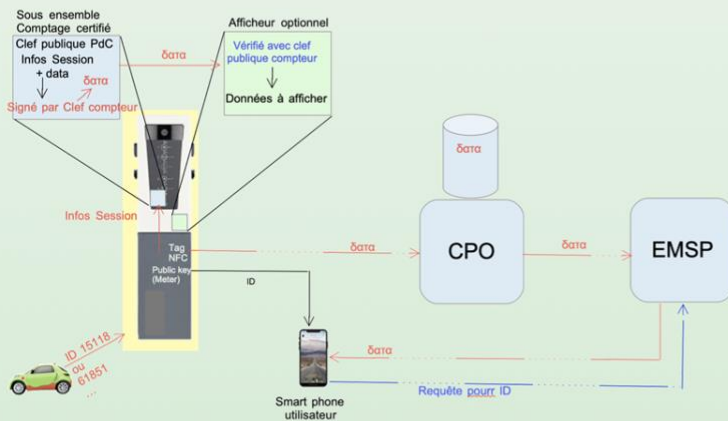 Sous ensemble
Comptage certifié
Clef publique PdC
Infos Session
+ data
δατα
Signé par Clef compteur
δατα
Afficheur optionnel
Vérifié avec clef
publique compteur
Données à afficher
Infos Session
Tag
NFC
Public key
(Meter)
ID
δατα
δατα
CPO
δατα
EMSP
δατα
Requête pourr ID
Smart phone
utilisateur
ID 15118
ou
61851
...